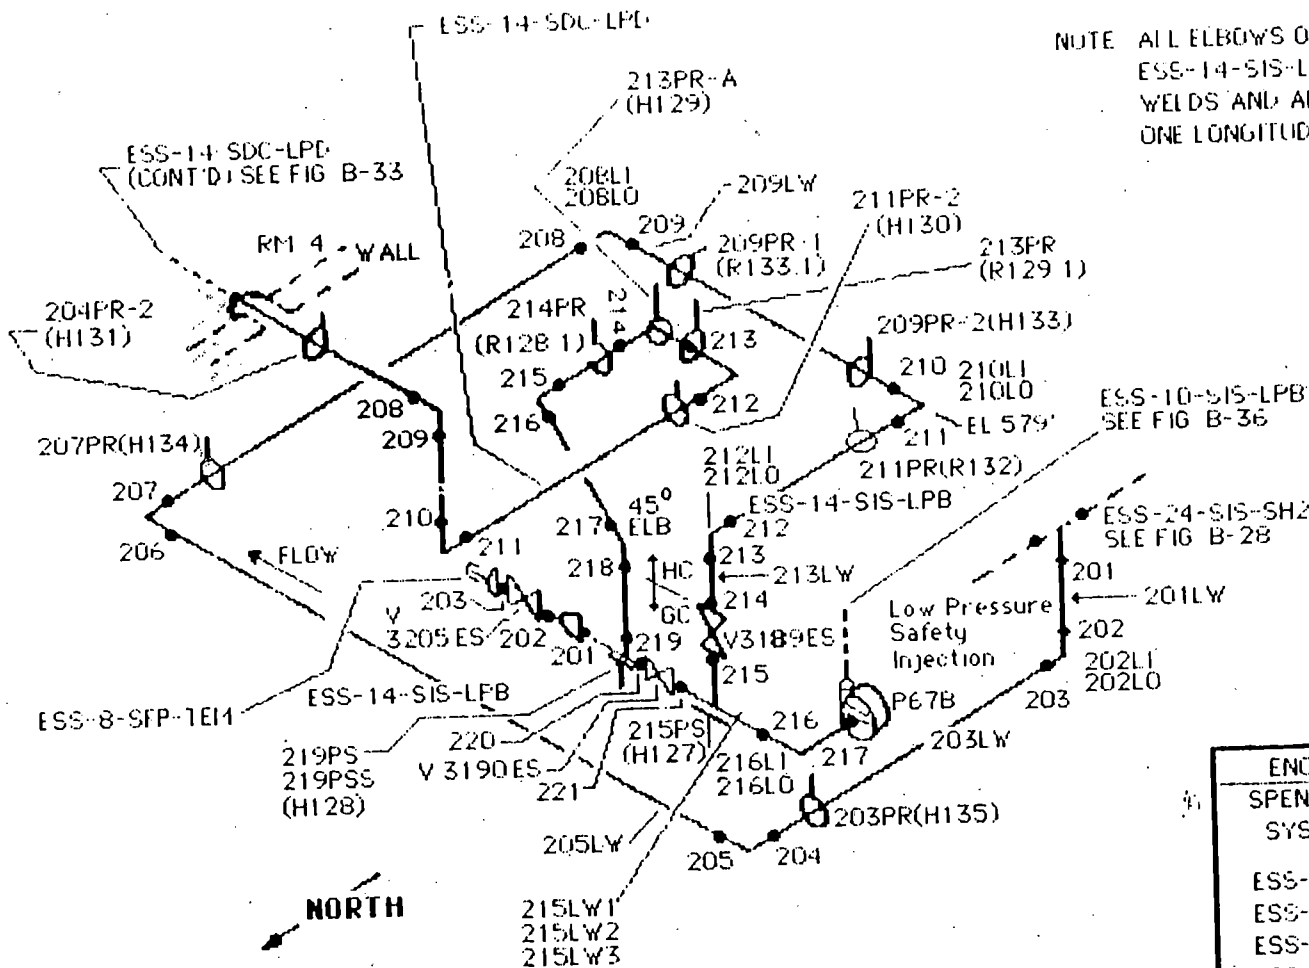 ESS-14-SDC-LPD
NOTE ALL ELBOWS O
ESS-14-SIS-L
WELDS AND A
ONE LONGITUD
213PR-A
(H129)
ESS-14-SDC-LPD
(CONT'D) SEE FIG B-33
208LI
208LO
209LW
211PR-2
(H130)
RM 4
WALL
208
209
209PR-1
(R133.1)
213PR
(R129.1)
204PR-2
(H131)
214PR
(R128.1)
214
213
209PR-2(H133)
215
216
212
210
210LI
210LO
ESS-10-SIS-LPB
SEE FIG B-36
208
209
211
EL 579'
207PR(H134)
212LI
212LO
211PR(R132)
207
206
210
211
217
45° ELB
ESS-14-SIS-LPB
212
ESS-24-SIS-SH2
SEE FIG B-28
FLOW
218
HC
GC
213
213LW
214
201
201LW
203
V
3205ES
202
201
219
V3189ES
215
Low Pressure
Safety
Injection
202
202LI
202LO
203
ESS-14-SIS-LPB
ESS-8-SFP-1EI4
P67B
219PS
219PSS
(H128)
220
V 3190ES
221
215PS
(H127)
216
216LI
216LO
217
203LW
203PR(H135)
205LW
205
204
NORTH
215LW1
215LW2
215LW3
ENC
SPEN
SYS
ESS-
ESS-
ESS-